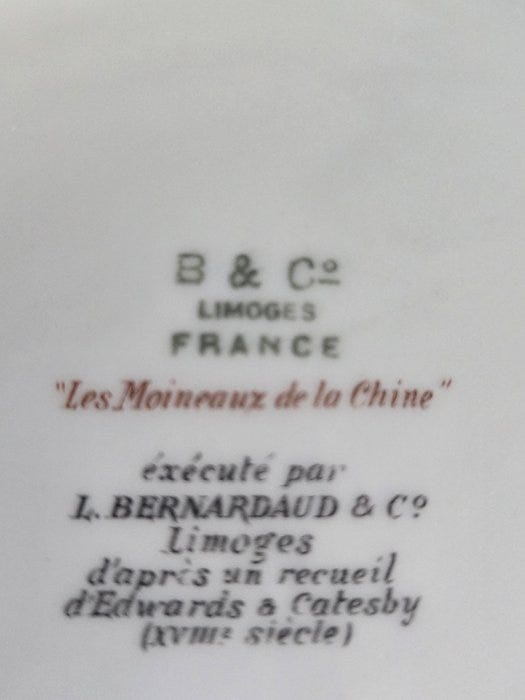 B & Cº
LIMOGES
FRANCE
"Les Moineaux de la Chine"
éxécuté par
L. BERNARDAUD & Cº
Limoges
d'après un recueil
d'Edwards & Catesby
(XVIIIᵉ siècle)